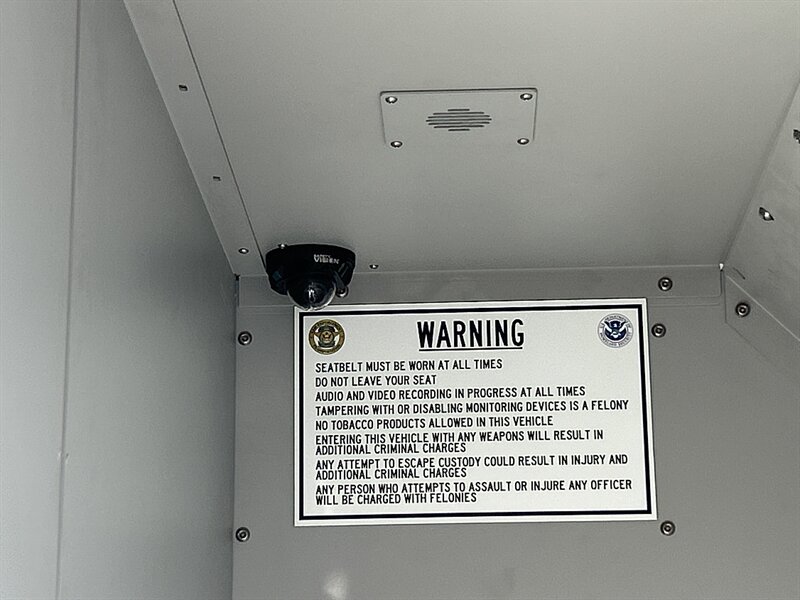 SAFETY
VISION
WARNING
SEATBELT MUST BE WORN AT ALL TIMES
DO NOT LEAVE YOUR SEAT
AUDIO AND VIDEO RECORDING IN PROGRESS AT ALL TIMES
TAMPERING WITH OR DISABLING MONITORING DEVICES IS A FELONY
NO TOBACCO PRODUCTS ALLOWED IN THIS VEHICLE
ENTERING THIS VEHICLE WITH ANY WEAPONS WILL RESULT IN
ADDITIONAL CRIMINAL CHARGES
ANY ATTEMPT TO ESCAPE CUSTODY COULD RESULT IN INJURY AND
ADDITIONAL CRIMINAL CHARGES
ANY PERSON WHO ATTEMPTS TO ASSAULT OR INJURE ANY OFFICER
WILL BE CHARGED WITH FELONIES